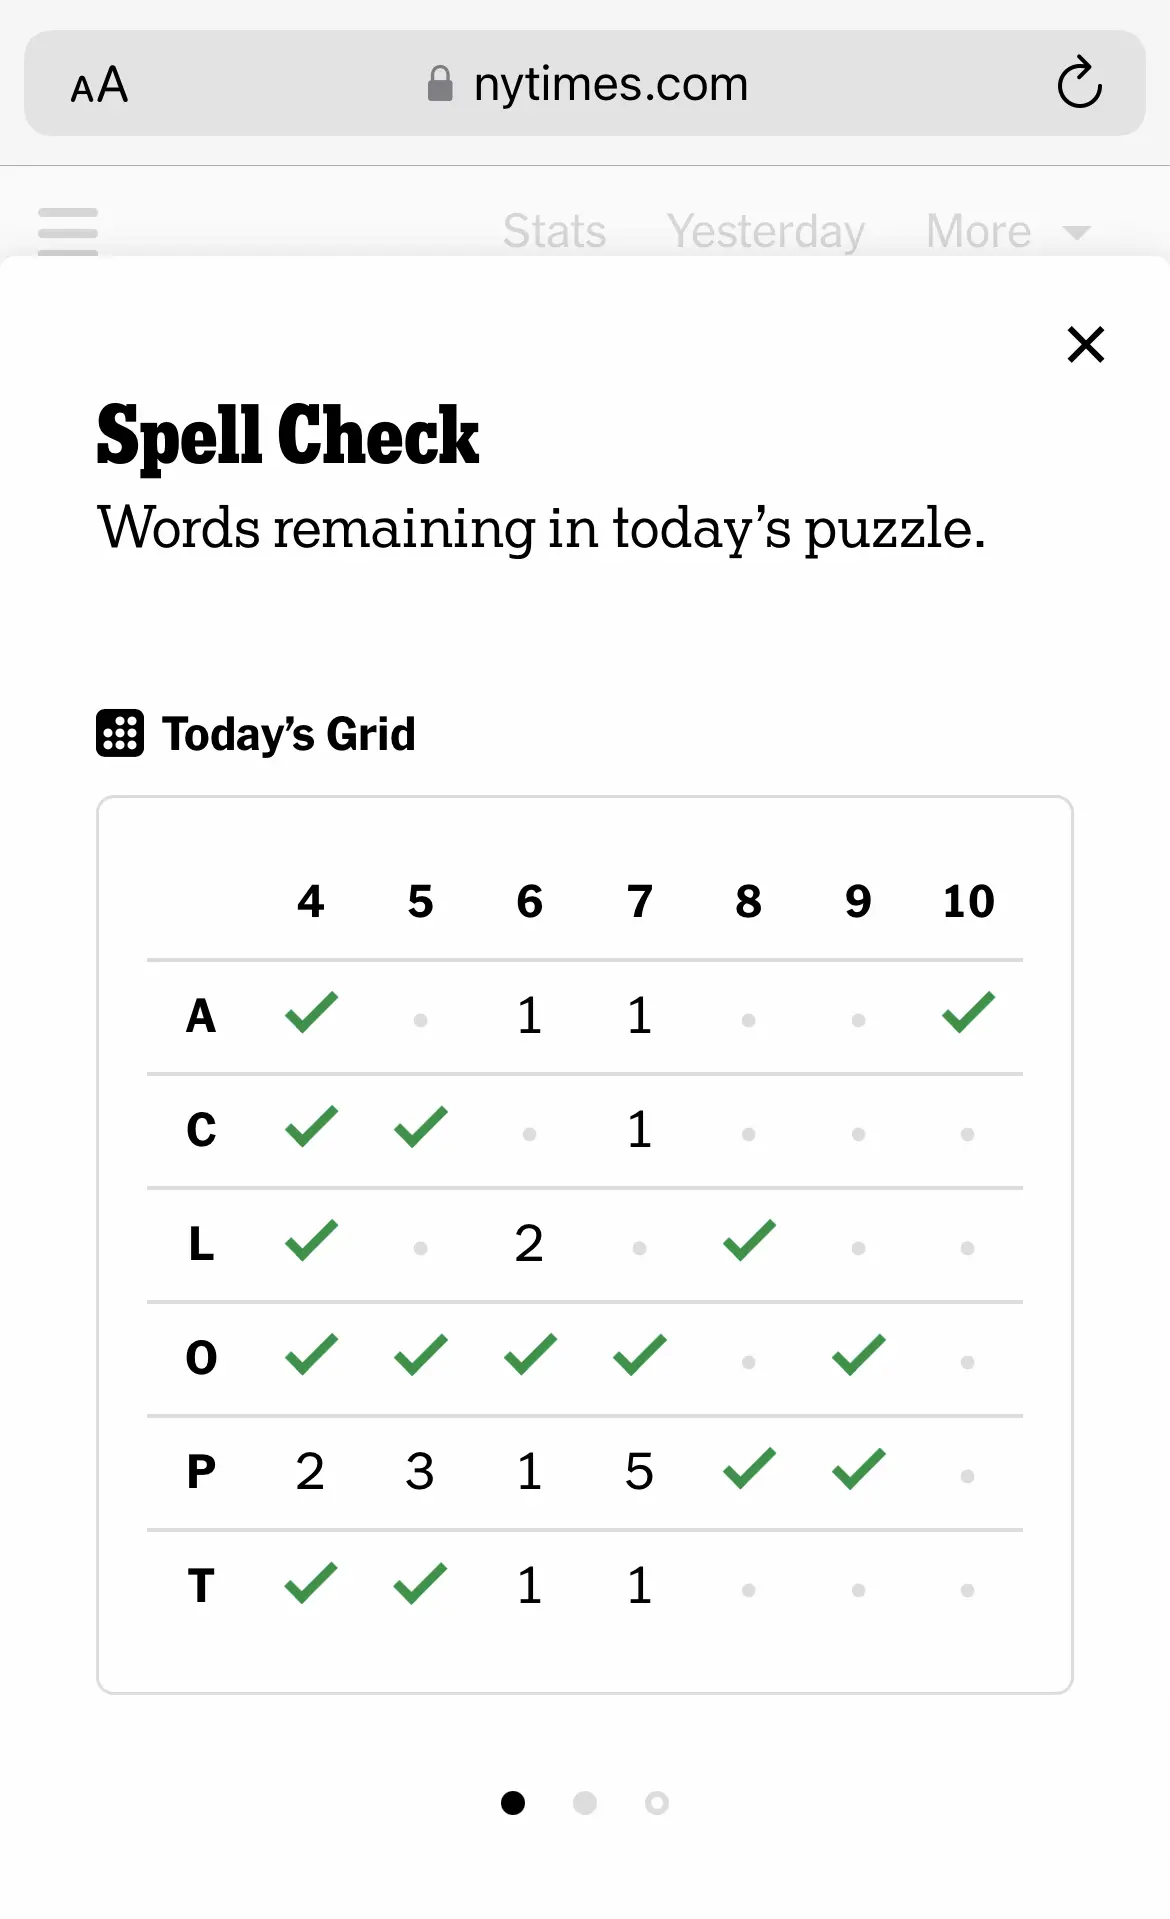 AA nytimes.com
Stats Yesterday More
Spell Check
Words remaining in today’s puzzle.
Today’s Grid
4 5 6 7 8 9 10
A 1 1
C 1
L 2
O
P 2 3 1 5
T 1 1